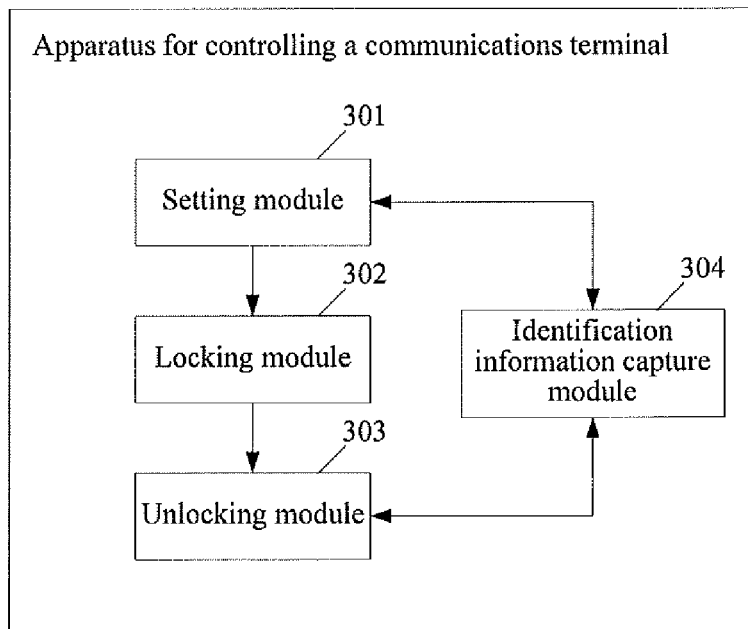 Apparatus for controlling a communications terminal
301
Setting module
302
Locking module
304
Identification
information capture
module
303
Unlocking module